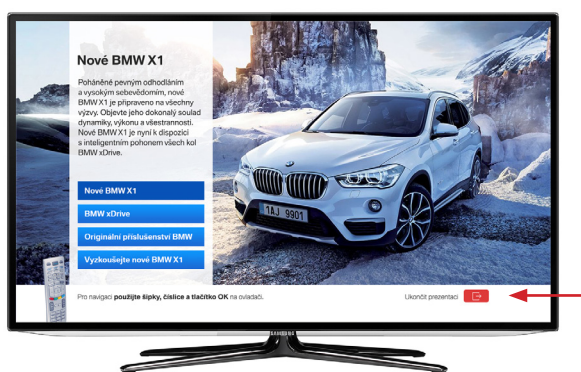 Nové BMW X1
Poháněné pevným odhodláním
a vysokým sebevědomím, nové
BMW X1 je připraveno na všechny
výzvy. Objevte jeho dokonalý soulad
dynamiky, výkonu a všestrannosti.
Nové BMW X1 je nyní k dispozici
s inteligentním pohonem všech kol
BMW xDrive.
Nové BMW X1
BMW xDrive
Originální příslušenství BMW
Vyzkoušejte nové BMW X1
1AJ 9901
Pro navigaci použijte šipky, číslice a tlačítko OK na ovladači.
Ukončit prezentaci